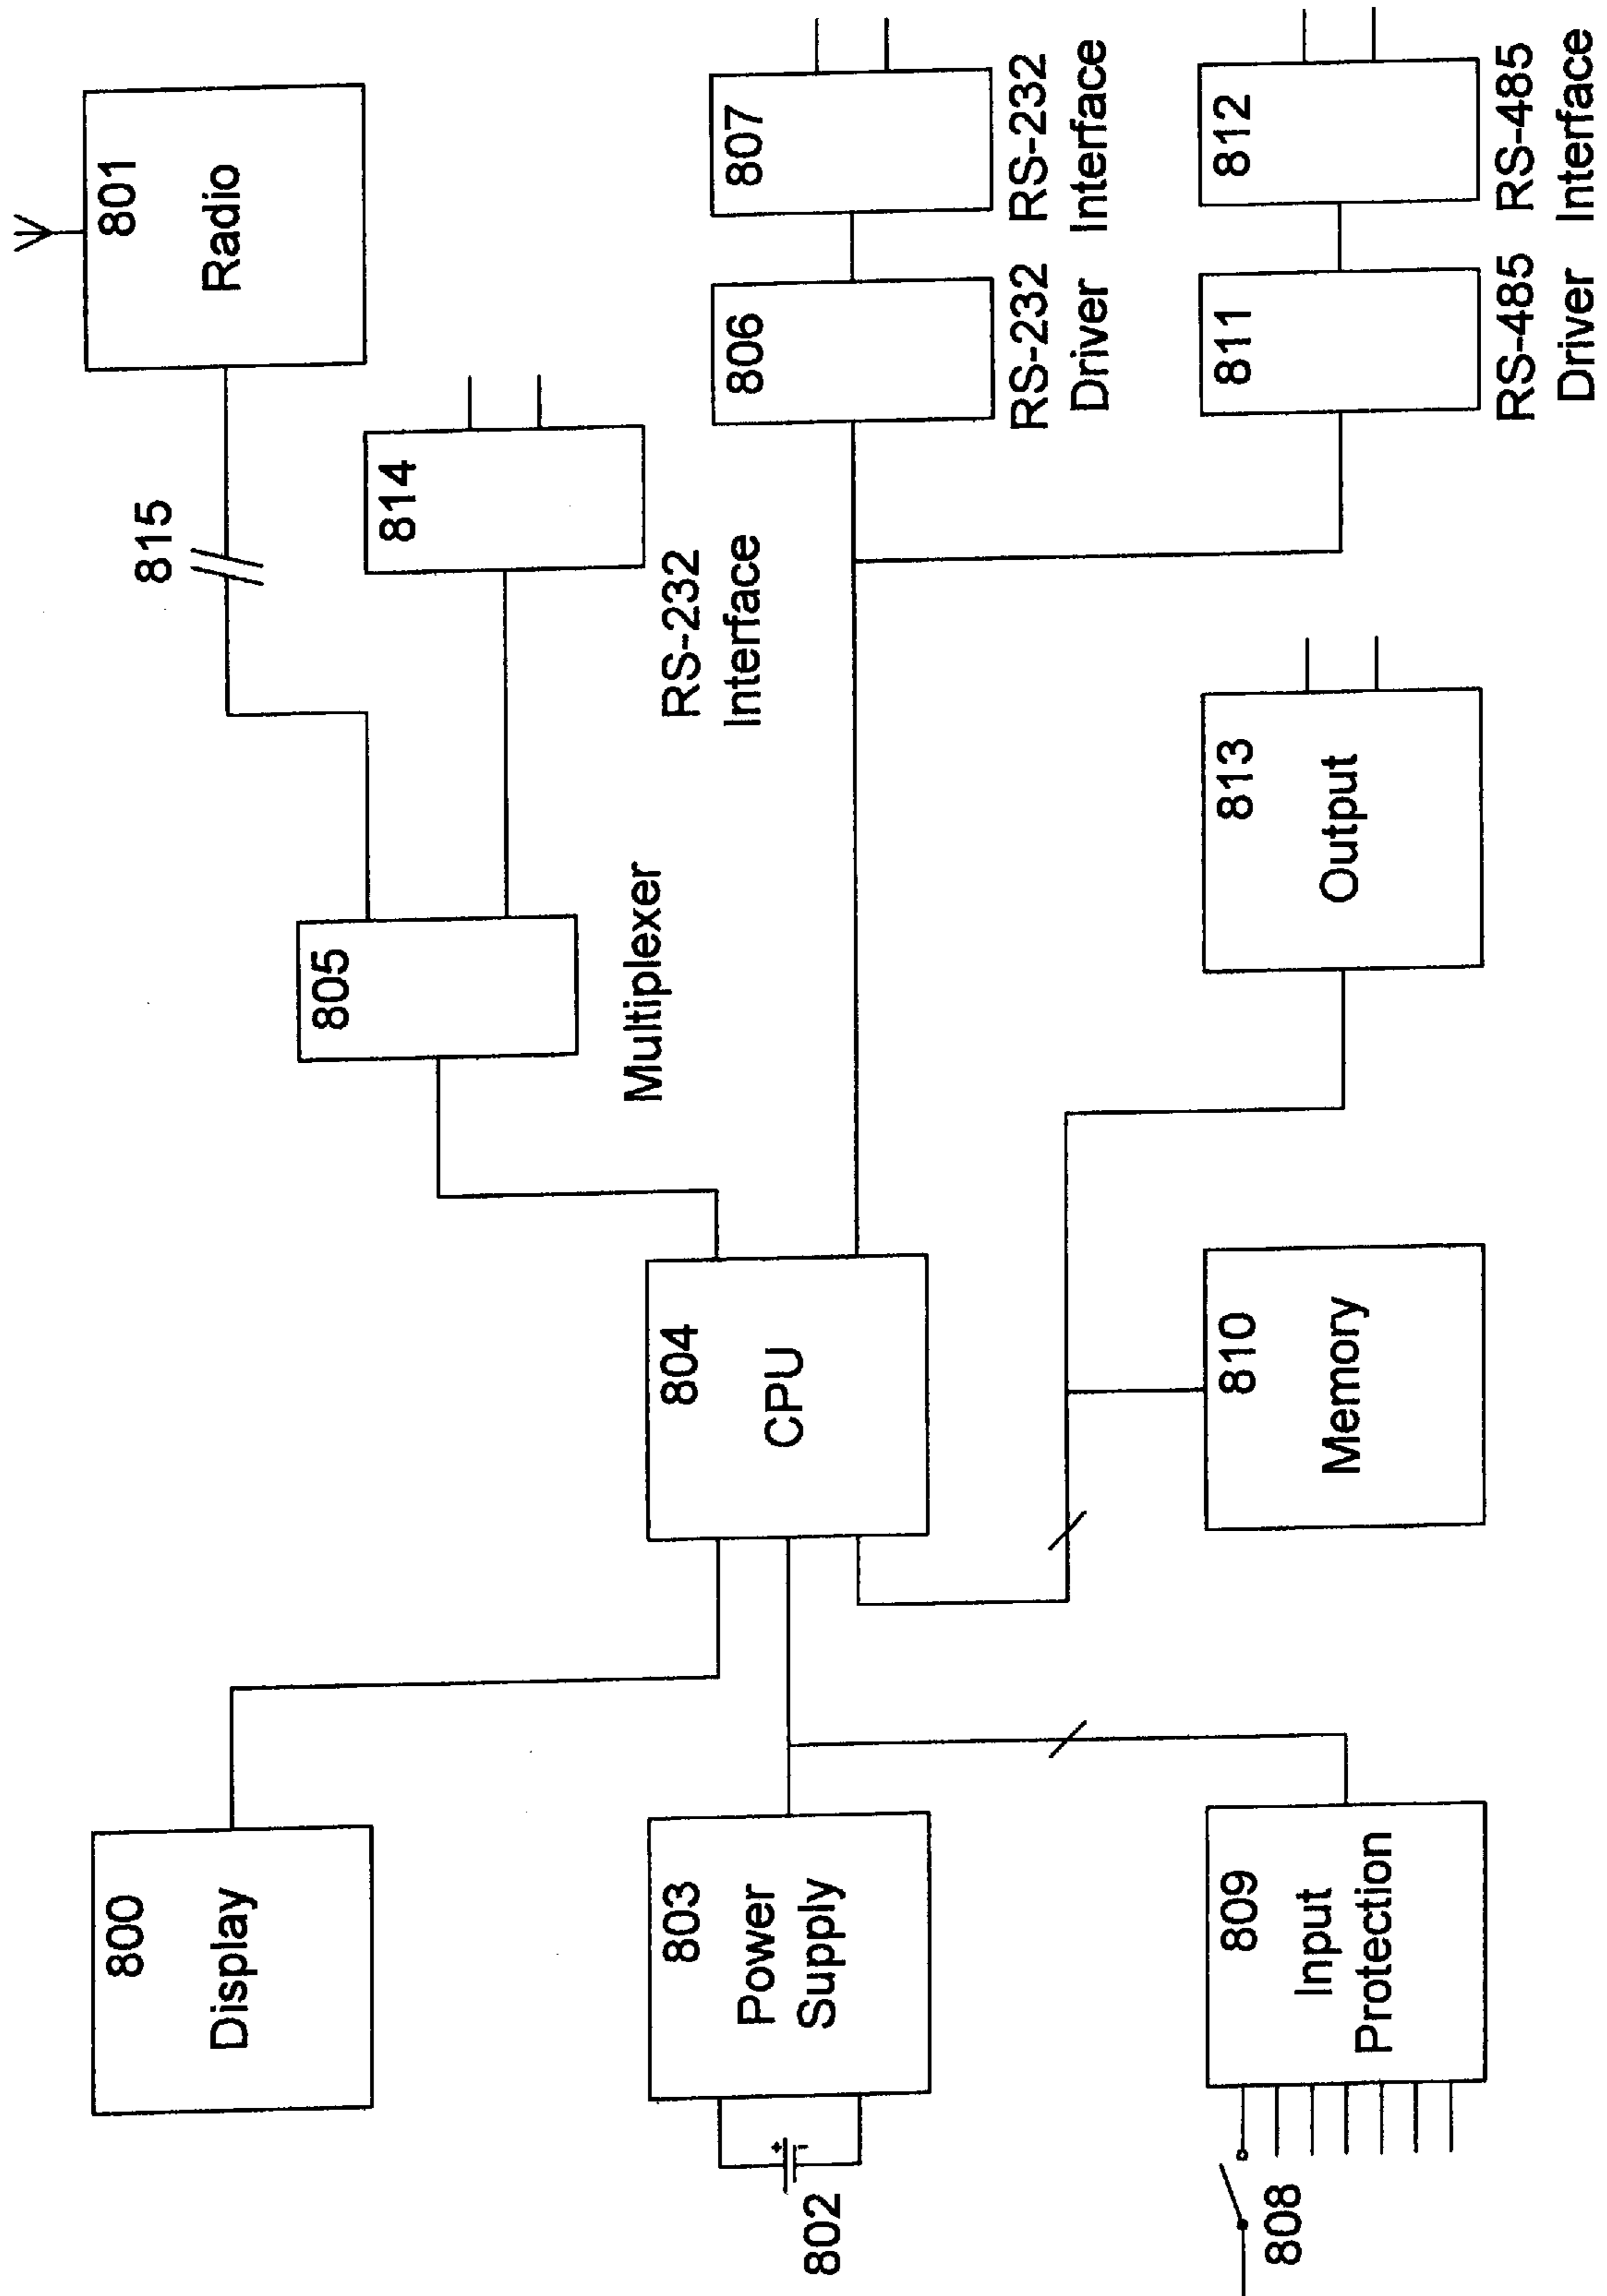 800
Display
802
803
Power
Supply
808
809
Input
Protection
804
CPU
810
Memory
805
Multiplexer
813
Output
815
814
RS-232
Interface
801
Radio
806
RS-232
Driver
807
RS-232
Interface
811
RS-485
Driver
812
RS-485
Interface